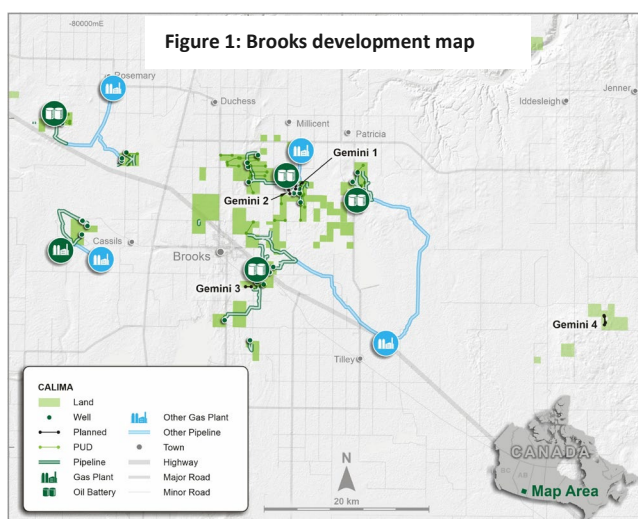 Figure 1: Brooks development map
-80000mE
Rosemary
Duchess
Iddesleigh
Jenner
Millicent
Patricia
Gemini 1
Gemini 2
Cassils
Brooks
Gemini 3
Gemini 4
Tilley
CALIMA
Land
Well
Planned
PUD
Pipeline
Gas Plant
Oil Battery
Other Gas Plant
Other Pipeline
Town
Highway
Major Road
Minor Road
N
20 km
CANADA
BC
AB
Map Area